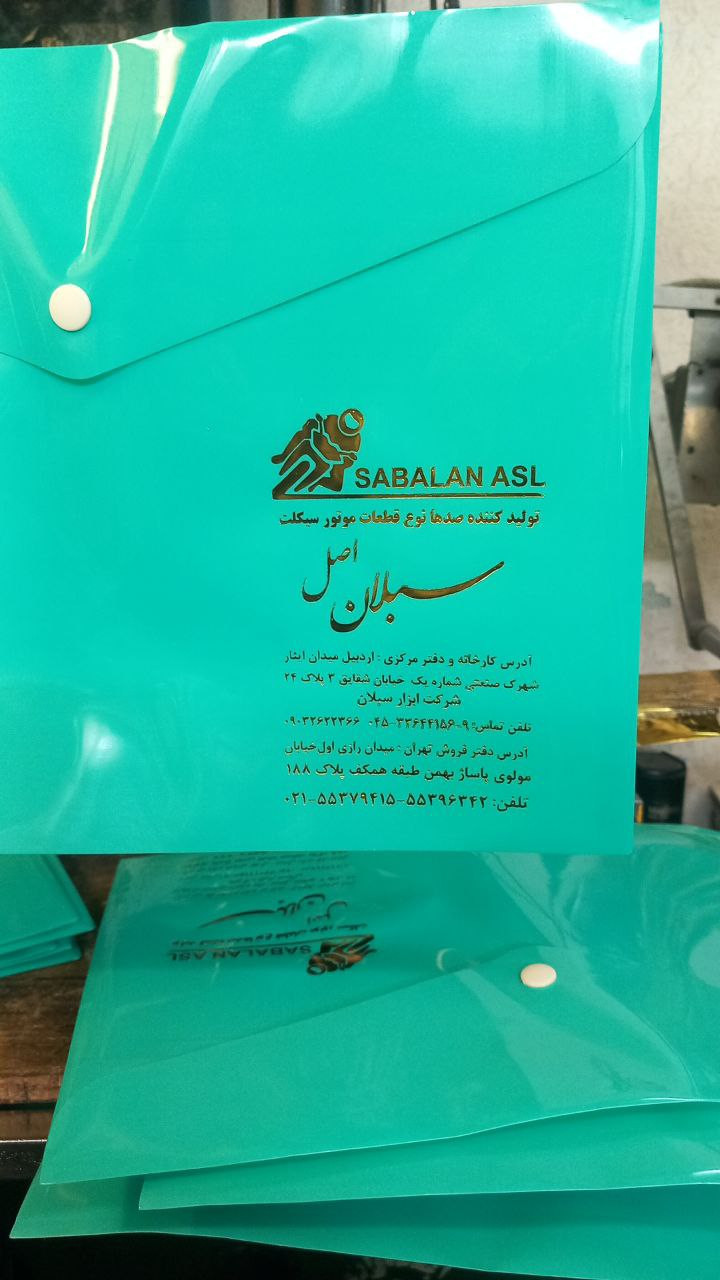 SABALAN ASL
تولید کننده صدها نوع قطعات موتور سیکلت
سبلان اصل
آدرس کارخانه و دفتر مرکزی : اردبیل میدان ایثار
شهرک صنعتی شماره یک خیابان شقایق ۳ پلاک ۲۴
شرکت ابزار سبلان
تلفن تماس: ۹-۳۲۶۴۴۱۵۶-۰۴۵ ۰۹۰۳۲۶۲۲۳۶۶
آدرس دفتر فروش تهران : میدان رازی اول خیابان
مولوی پاساژ بهمن طبقه همکف پلاک ۱۸۸
تلفن: ۵۵۳۹۶۳۴۲-۵۵۳۷۹۴۱۵-۰۲۱
SABALAN ASL